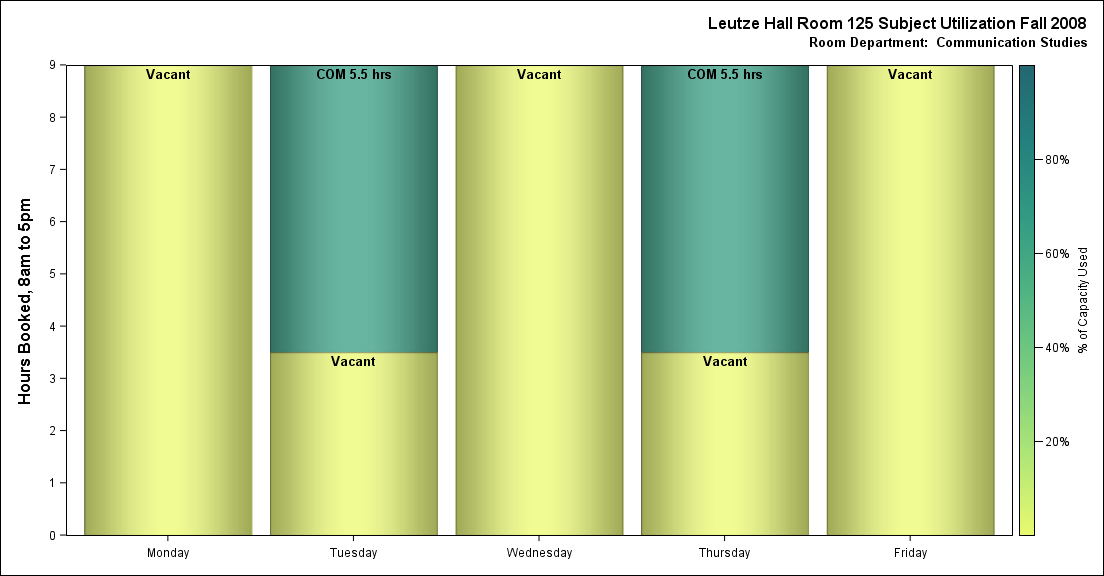 Leutze Hall Room 125 Subject Utilization Fall 2008
Room Department:  Communication Studies
Hours Booked, 8am to 5pm
9
8
7
6
5
4
3
2
1
0
Vacant
COM 5.5 hrs
Vacant
COM 5.5 hrs
Vacant
Vacant
Vacant
Monday
Tuesday
Wednesday
Thursday
Friday
80%
60%
40%
20%
% of Capacity Used